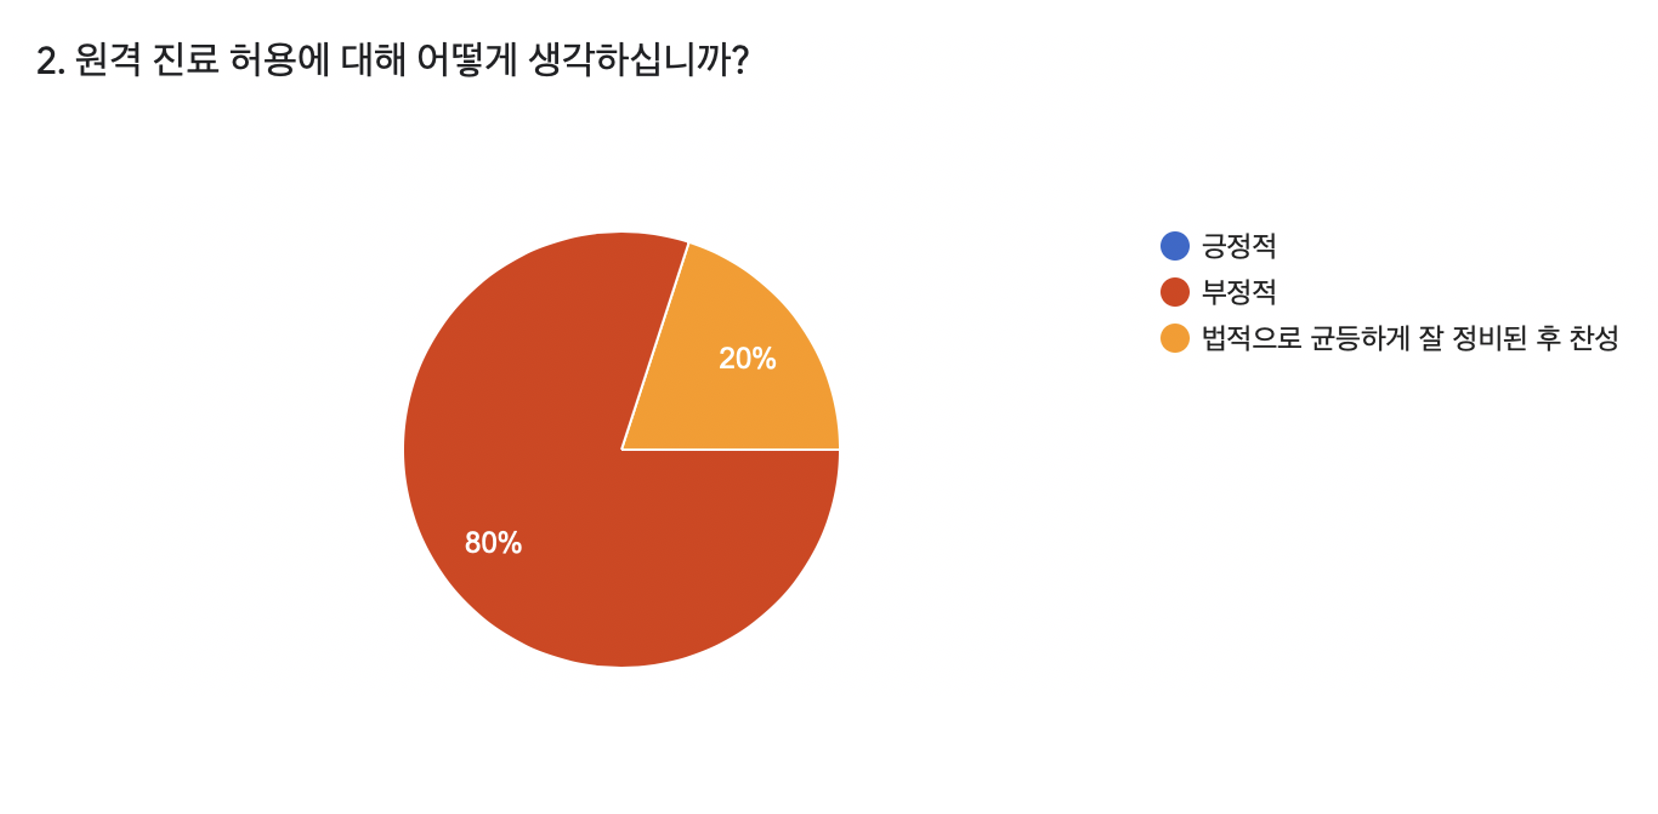 2. 원격 진료 허용에 대해 어떻게 생각하십니까?
긍정적
부정적
법적으로 균등하게 잘 정비된 후 찬성
20%
80%